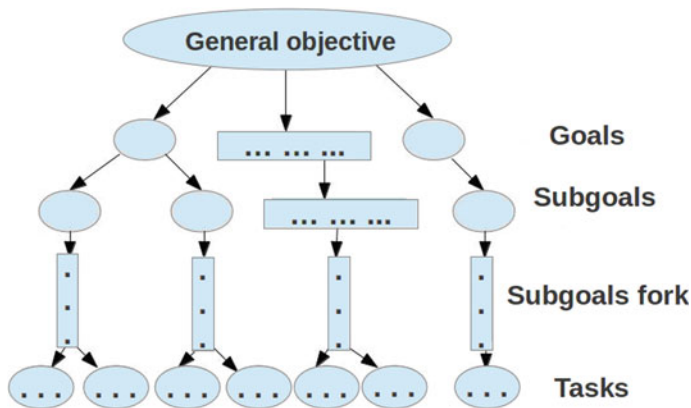 General objective
... ... ...
Goals
... ... ...
Subgoals
.
.
.
.
.
.
.
.
.
.
.
.
Subgoals fork
. . .
. . .
. . .
. . .
. . .
. . .
. . .
Tasks